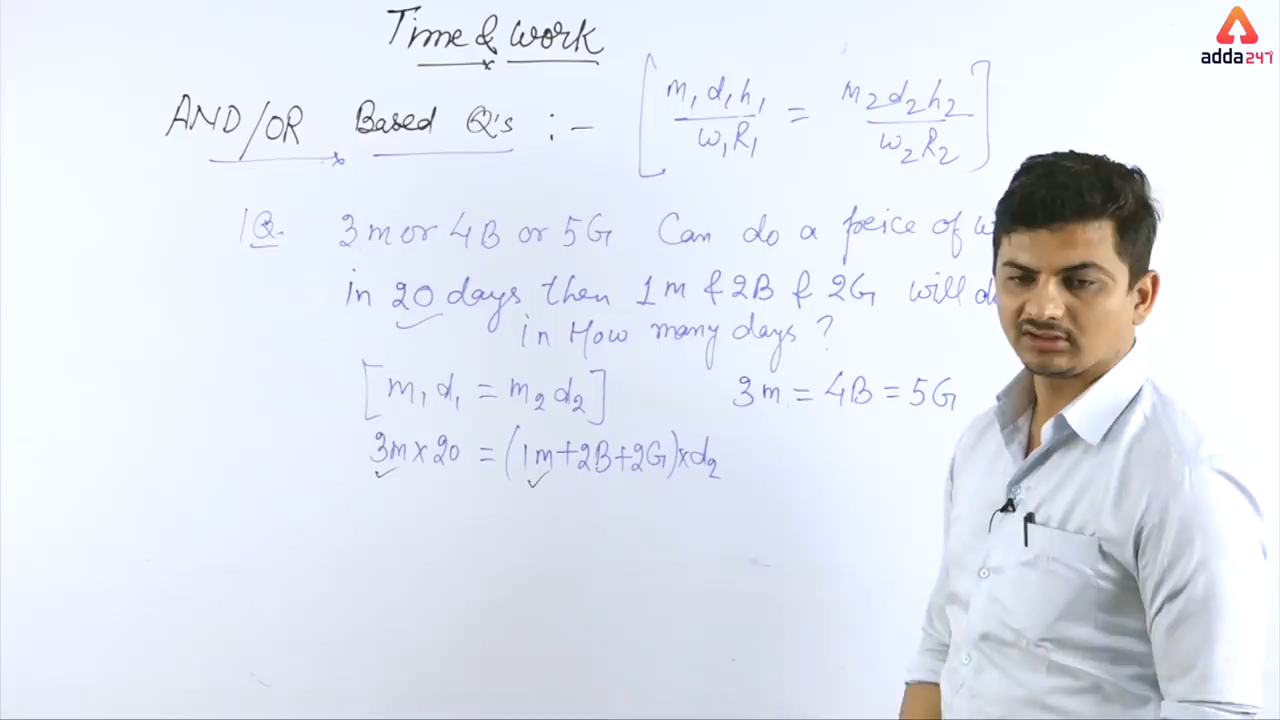 Time & work
adda247
AND/OR Based Q's :- [m₁d₁h₁/w₁R₁ = m₂d₂h₂/w₂R₂]
1Q. 3m or 4B or 5G Can do a peice of
in 20 days then 1m & 2B & 2G will
in How many days ?
[m₁d₁ = m₂d₂] 3m = 4B = 5G
3m×20 = (1m+2B+2G)×d₂